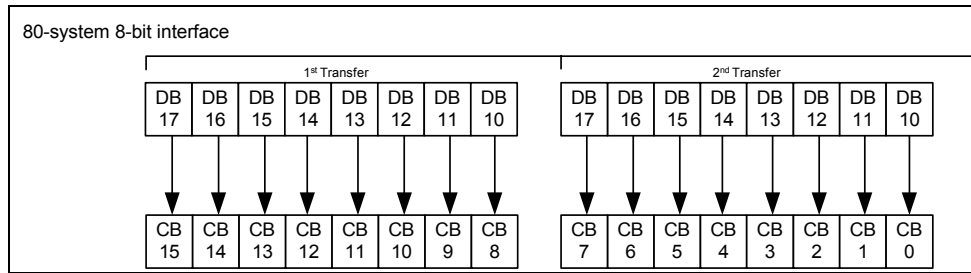 80-system 8-bit interface
1st Transfer 2nd Transfer
DB DB DB DB DB DB DB DB DB DB DB DB DB DB DB DB
17 16 15 14 13 12 11 10 17 16 15 14 13 12 11 10
CB CB CB CB CB CB CB CB CB CB CB CB CB CB CB CB
15 14 13 12 11 10 9 8 7 6 5 4 3 2 1 0